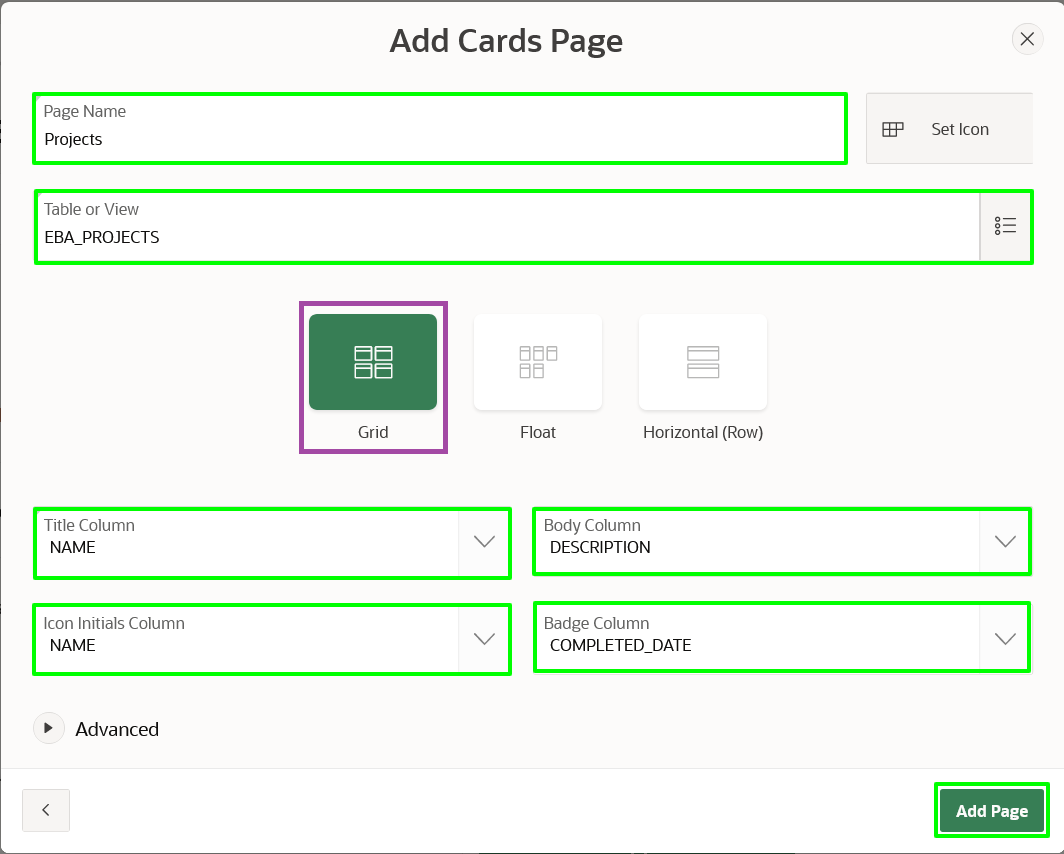 Add Cards Page
Page Name
Projects
Set Icon
Table or View
EBA_PROJECTS
Grid
Float
Horizontal (Row)
Title Column
NAME
Body Column
DESCRIPTION
Icon Initials Column
NAME
Badge Column
COMPLETED_DATE
Advanced
Add Page